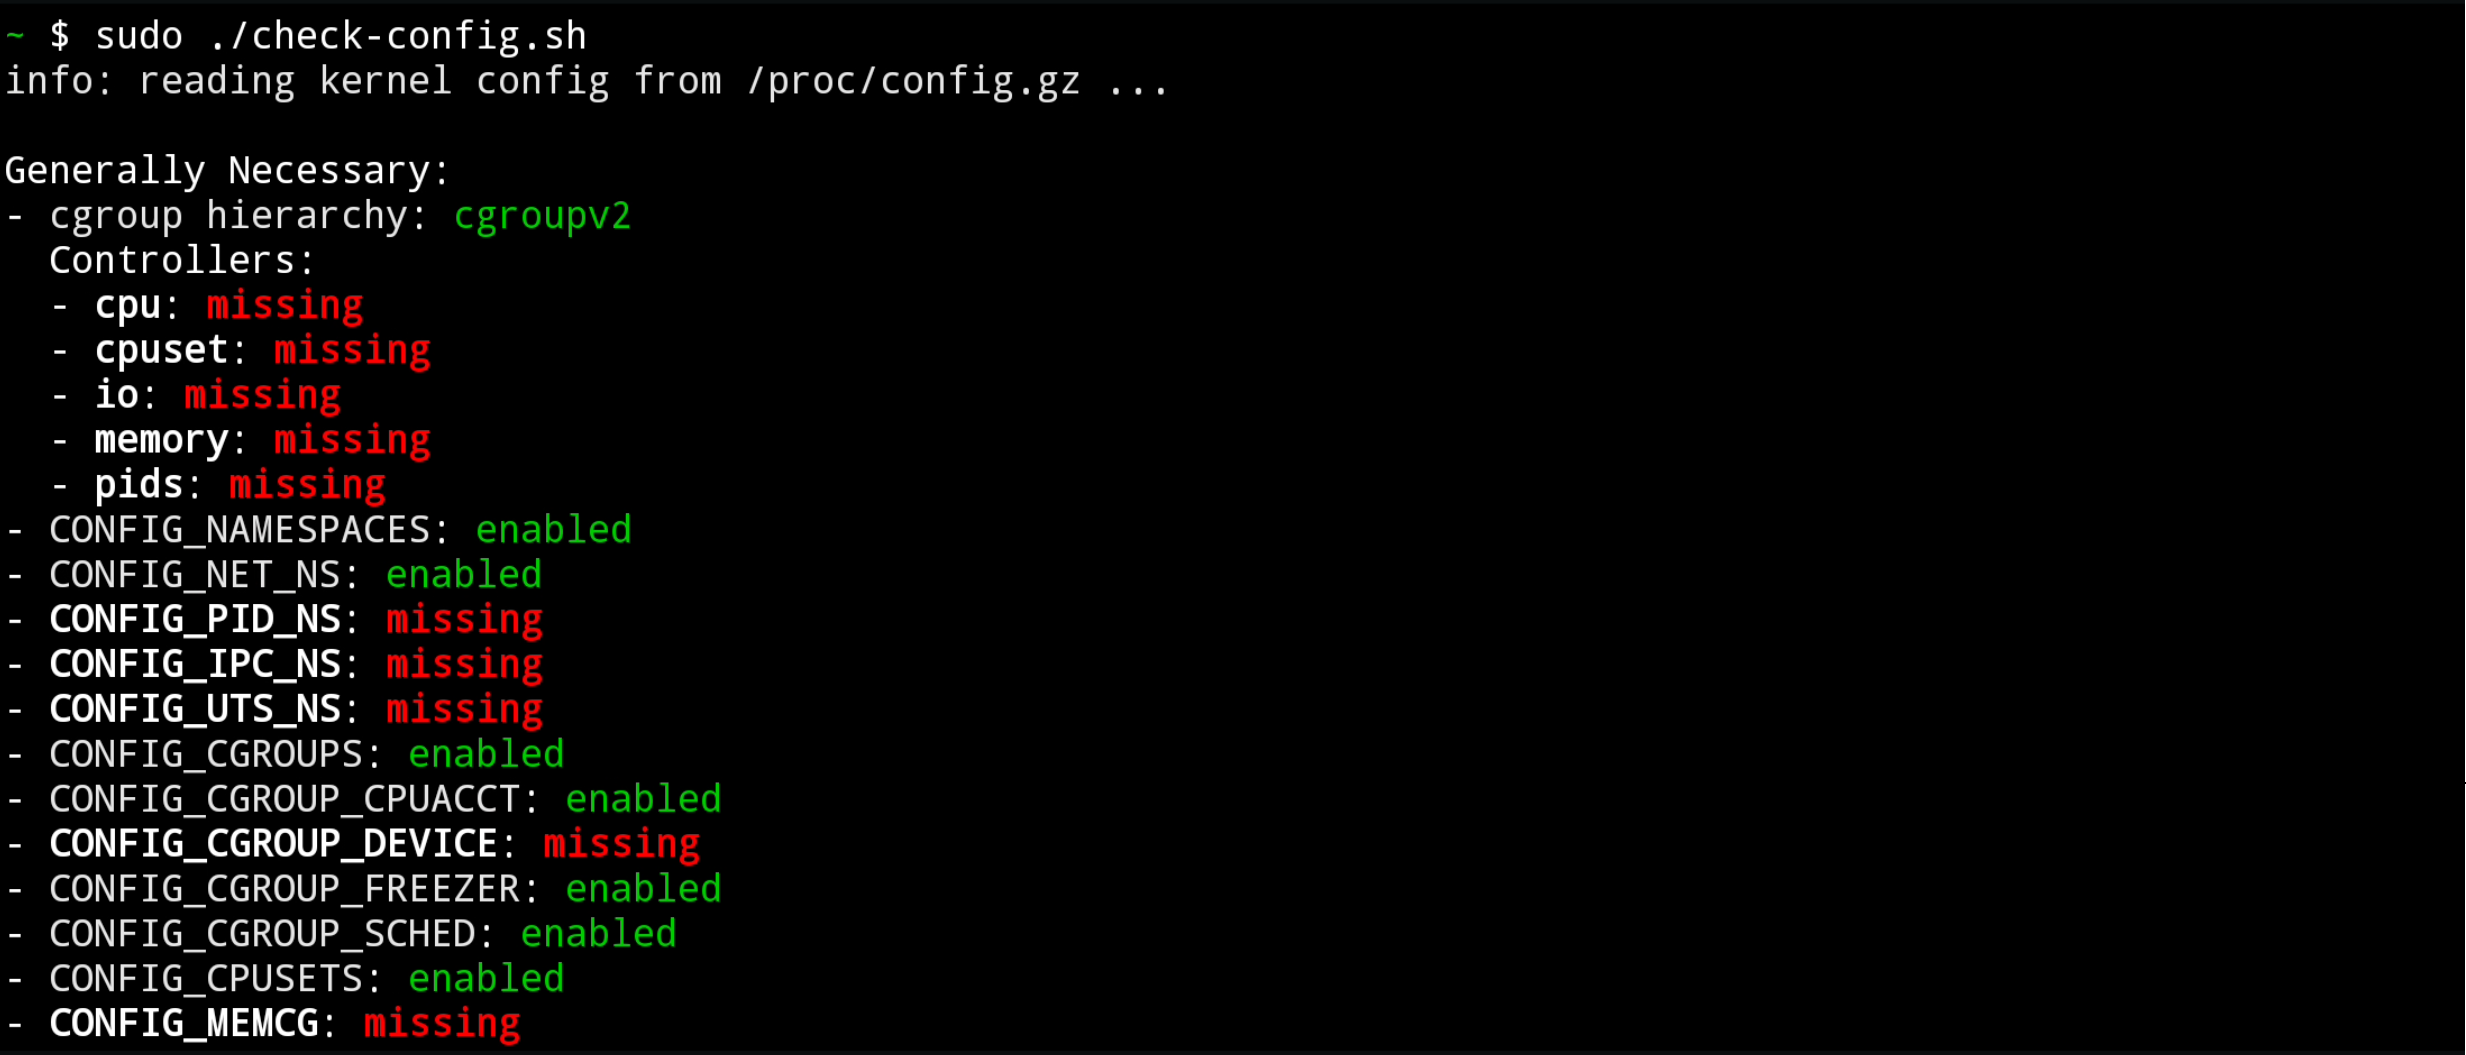 ~ $ sudo ./check-config.sh
info: reading kernel config from /proc/config.gz ...
Generally Necessary:
- cgroup hierarchy: cgroupv2
  Controllers:
  - cpu: missing
  - cpuset: missing
  - io: missing
  - memory: missing
  - pids: missing
- CONFIG_NAMESPACES: enabled
- CONFIG_NET_NS: enabled
- CONFIG_PID_NS: missing
- CONFIG_IPC_NS: missing
- CONFIG_UTS_NS: missing
- CONFIG_CGROUPS: enabled
- CONFIG_CGROUP_CPUACCT: enabled
- CONFIG_CGROUP_DEVICE: missing
- CONFIG_CGROUP_FREEZER: enabled
- CONFIG_CGROUP_SCHED: enabled
- CONFIG_CPUSETS: enabled
- CONFIG_MEMCG: missing